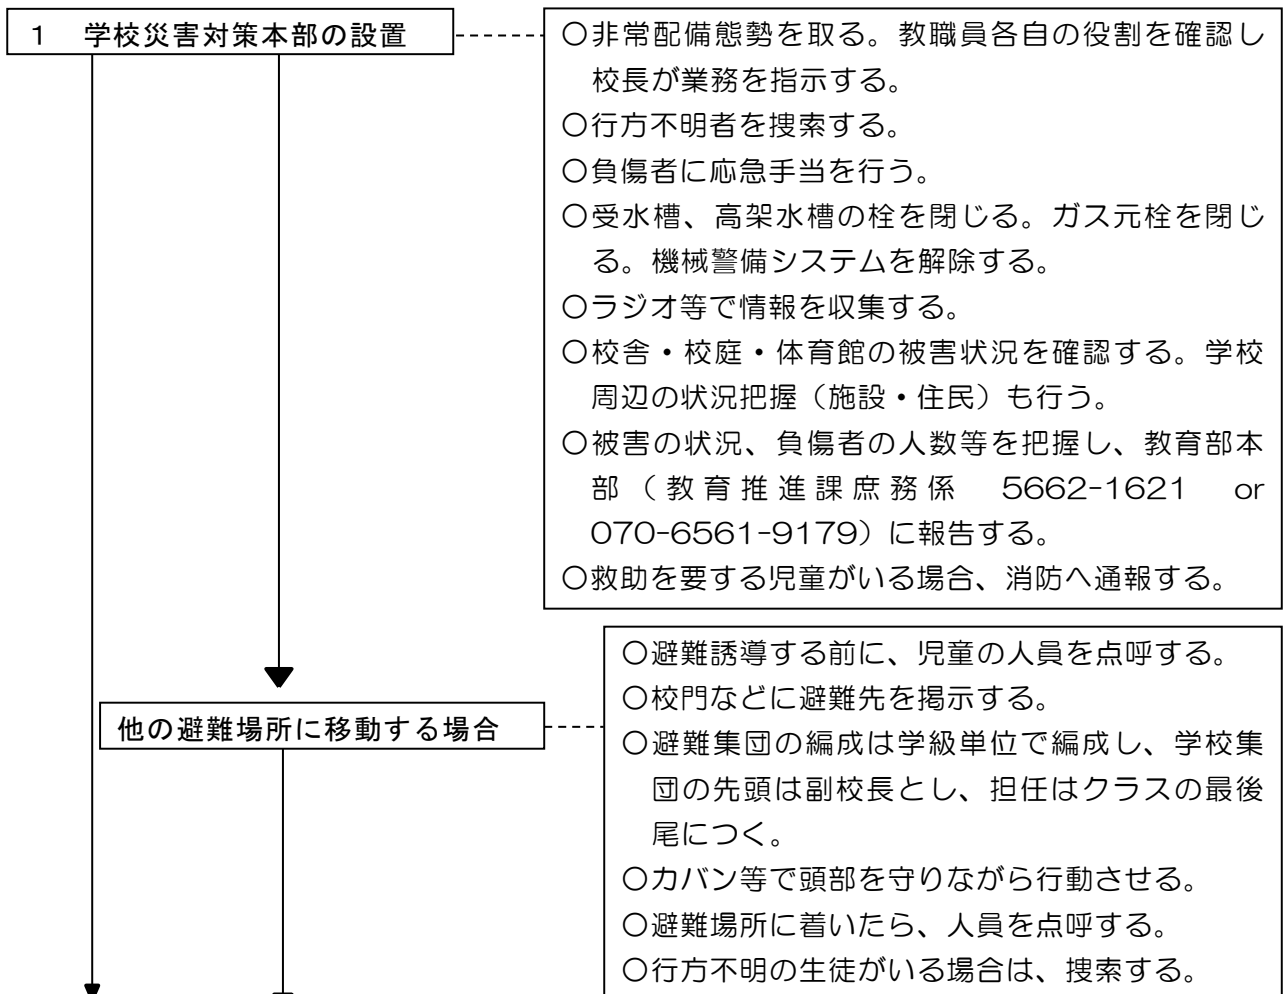 １　学校災害対策本部の設置
〇非常配備態勢を取る。教職員各自の役割を確認し
校長が業務を指示する。
〇行方不明者を捜索する。
〇負傷者に応急手当を行う。
〇受水槽、高架水槽の栓を閉じる。ガス元栓を閉じ
る。機械警備システムを解除する。
〇ラジオ等で情報を収集する。
〇校舎・校庭・体育館の被害状況を確認する。学校
周辺の状況把握（施設・住民）も行う。
〇被害の状況、負傷者の人数等を把握し、教育部本
部（教育推進課庶務係　5662-1621　or
070-6561-9179）に報告する。
〇救助を要する児童がいる場合、消防へ通報する。
他の避難場所に移動する場合
〇避難誘導する前に、児童の人員を点呼する。
〇校門などに避難先を掲示する。
〇避難集団の編成は学級単位で編成し、学校集
団の先頭は副校長とし、担任はクラスの最後
尾につく。
〇カバン等で頭部を守りながら行動させる。
〇避難場所に着いたら、人員を点呼する。
〇行方不明の生徒がいる場合は、捜索する。